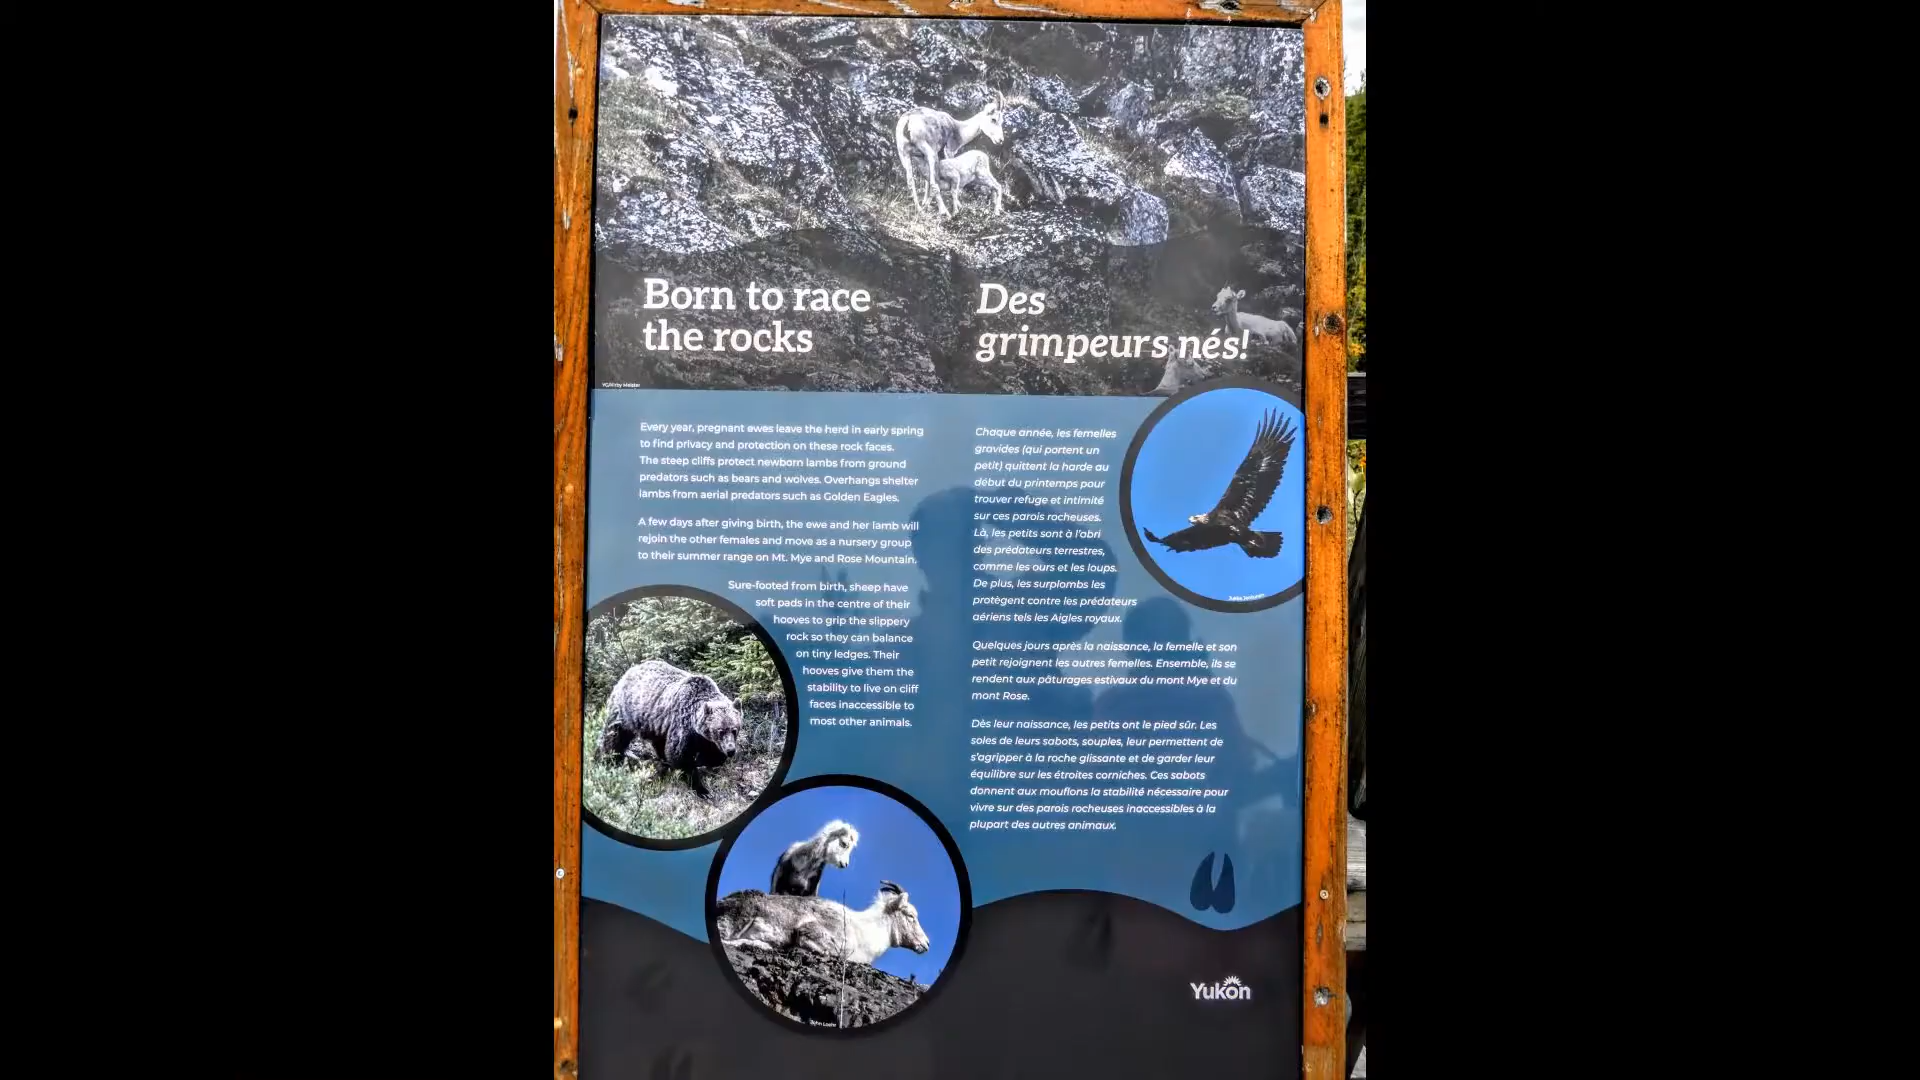 Born to race
the rocks
Des
grimpeurs nés!
Every year, pregnant ewes leave the herd in early spring
to find privacy and protection on these rock faces.
The steep cliffs protect newborn lambs from ground
predators such as bears and wolves. Overhangs shelter
lambs from aerial predators such as Golden Eagles.
A few days after giving birth, the ewe and her lamb will
rejoin the other females and move as a nursery group
to their summer range on Mt. Mye and Rose Mountain.
Sure-footed from birth, sheep have
soft pads in the centre of their
hooves to grip the slippery
rock so they can balance
on tiny ledges. Their
hooves give them the
stability to live on cliff
faces inaccessible to
most other animals.
Chaque année, les femelles
gravides (qui portent un
petit) quittent la harde au
début du printemps pour
trouver refuge et intimité
sur ces parois rocheuses.
Là, les petits sont à l'abri
des prédateurs terrestres,
comme les ours et les loups.
De plus, les surplombs les
protègent contre les prédateurs
aériens tels les Aigles royaux.
Quelques jours après la naissance, la femelle et son
petit rejoignent les autres femelles. Ensemble, ils se
rendent aux pâturages estivaux du mont Mye et du
mont Rose.
Dès leur naissance, les petits ont le pied sûr. Les
soles de leurs sabots, souples, leur permettent de
s'agripper à la roche glissante et de garder leur
équilibre sur les étroites corniches. Ces sabots
donnent aux mouflons la stabilité nécessaire pour
vivre sur des parois rocheuses inaccessibles à la
plupart des autres animaux.
Yukon